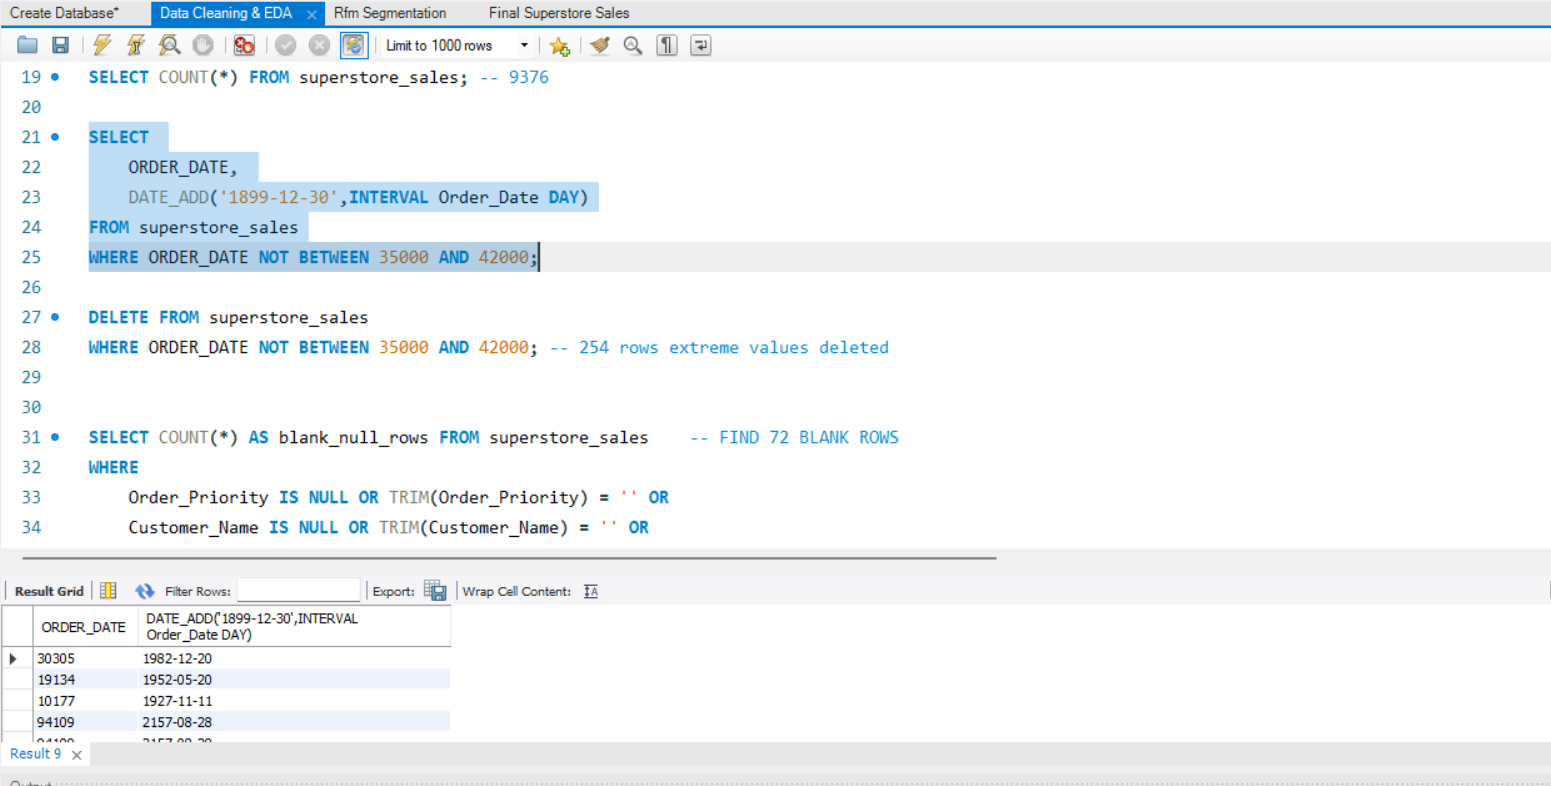 Create Database*  Data Cleaning & EDA  Rfm Segmentation  Final Superstore Sales
Limit to 1000 rows
19 SELECT COUNT(*) FROM superstore_sales; -- 9376
20
21 SELECT
22 ORDER_DATE,
23 DATE_ADD('1899-12-30',INTERVAL Order_Date DAY)
24 FROM superstore_sales
25 WHERE ORDER_DATE NOT BETWEEN 35000 AND 42000;
26
27 DELETE FROM superstore_sales
28 WHERE ORDER_DATE NOT BETWEEN 35000 AND 42000; -- 254 rows extreme values deleted
29
30
31 SELECT COUNT(*) AS blank_null_rows FROM superstore_sales    -- FIND 72 BLANK ROWS
32 WHERE
33 Order_Priority IS NULL OR TRIM(Order_Priority) = '' OR
34 Customer_Name IS NULL OR TRIM(Customer_Name) = '' OR
Result Grid  Filter Rows:  Export:  Wrap Cell Content:
ORDER_DATE  DATE_ADD('1899-12-30',INTERVAL
Order_Date DAY)
30305  1982-12-20
19134  1952-05-20
10177  1927-11-11
94109  2157-08-28
94109  2157-08-28
Result 9
Output